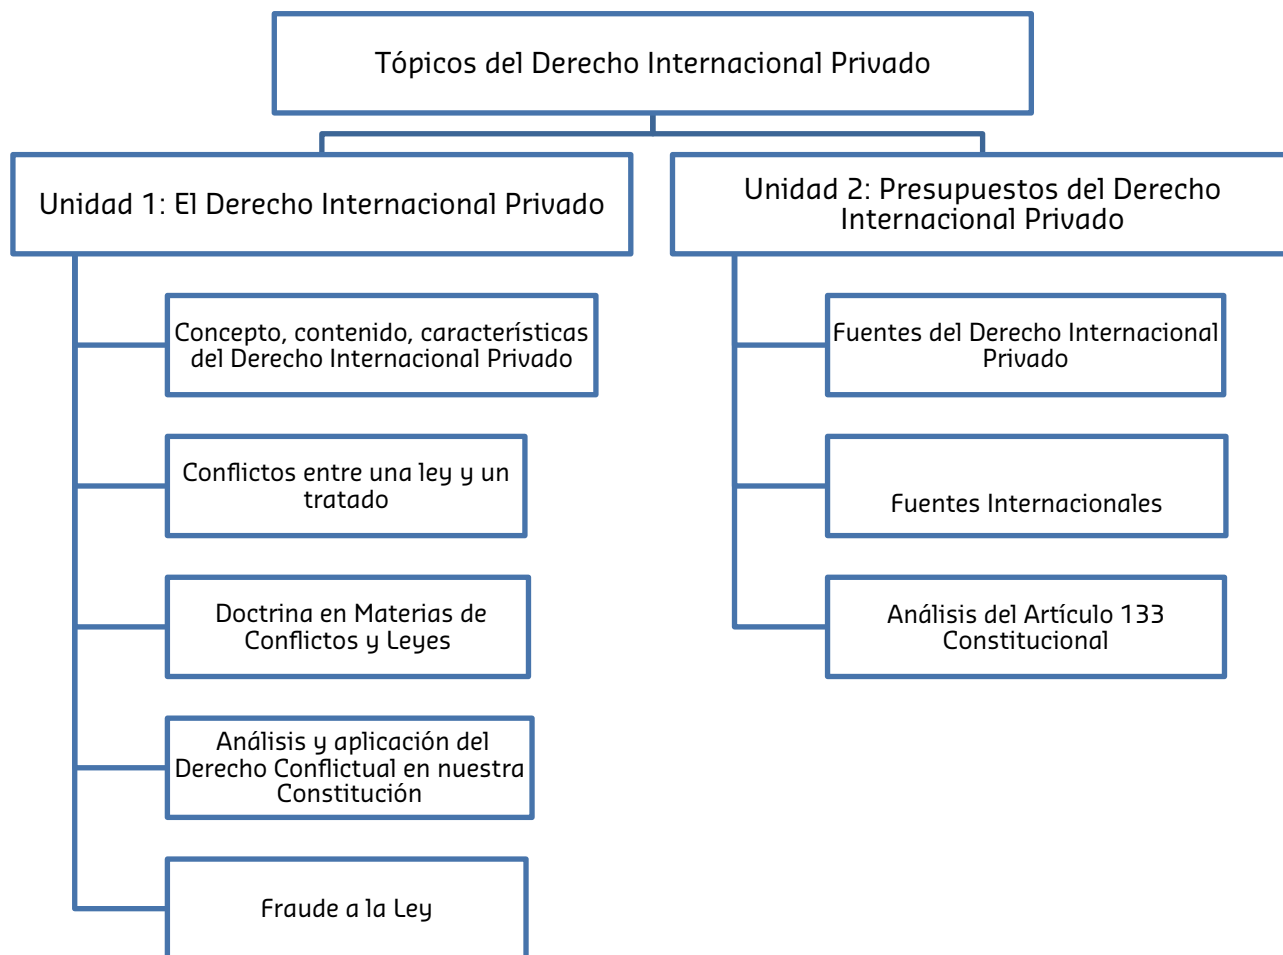 Tópicos del Derecho Internacional Privado
Unidad 1: El Derecho Internacional Privado
Concepto, contenido, características
del Derecho Internacional Privado
Conflictos entre una ley y un
tratado
Doctrina en Materias de
Conflictos y Leyes
Análisis y aplicación del
Derecho Conflictual en nuestra
Constitución
Fraude a la Ley
Unidad 2: Presupuestos del Derecho
Internacional Privado
Fuentes del Derecho Internacional
Privado
Fuentes Internacionales
Análisis del Artículo 133
Constitucional